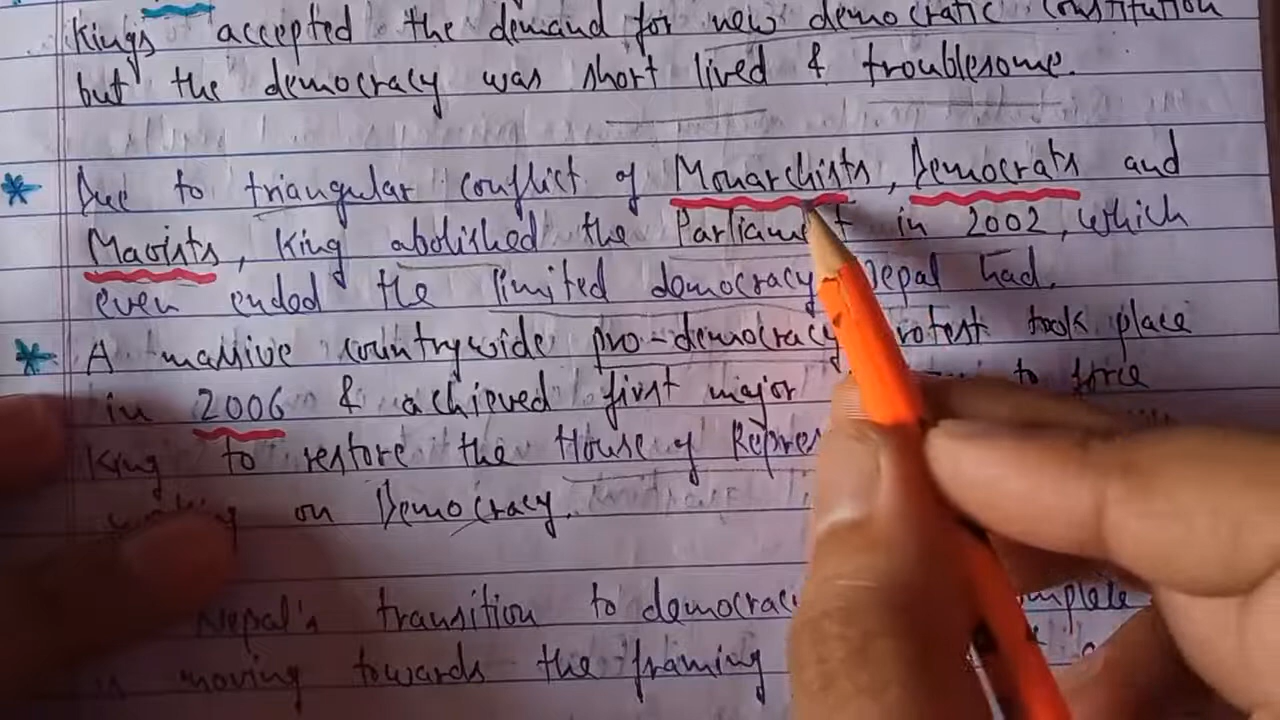 Kings accepted the demand for new democratic constitution
but the democracy was short lived & troublesome.
Due to triangular conflict of Monarchists, Democrats and
Maoists, King abolished the Parliament in 2002, which
even ended the limited democracy Nepal had.
A massive countrywide pro-democracy protest took place
in 2006 & achieved first major to force
King to restore the House of Repres
on Democracy.
Nepal's transition to democracy
is moving towards the framing